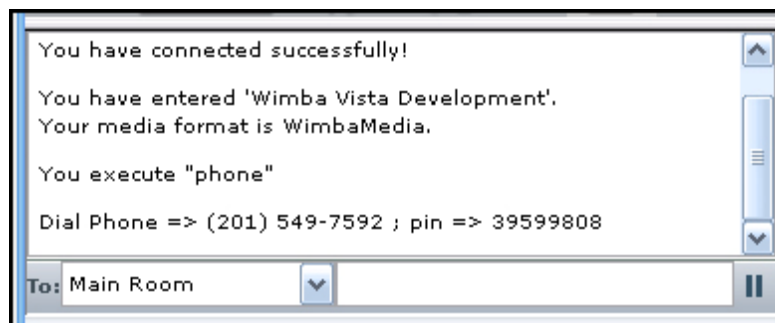 You have connected successfully!
You have entered 'Wimba Vista Development'.
Your media format is WimbaMedia.
You execute "phone"
Dial Phone => (201) 549-7592 ; pin => 39599808
To: Main Room